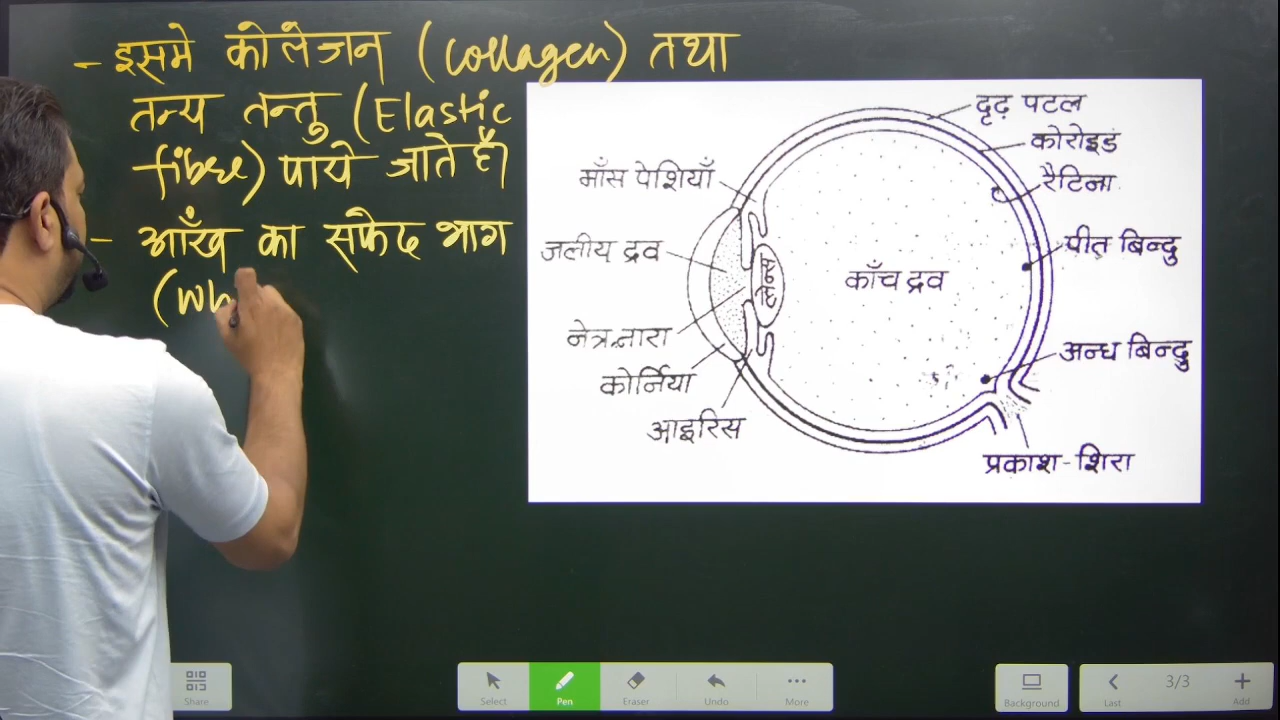 - इसमे कोलेजन (Collagen) तथा
तन्य तन्तु (Elastic
fibre) पाये जाते है।
- आँख का सफेद भाग
(Wh
दृढ़ पटल
कोरोइड
रैटिना
माँस पेशियाँ
जलीय द्रव
लेन्स
काँच द्रव
पीत बिन्दु
नेत्र तारा
कोर्निया
आइरिस
अन्ध बिन्दु
प्रकाश-शिरा
Share
Select
Pen
Eraser
Undo
More
Background
Last
3/3
Add